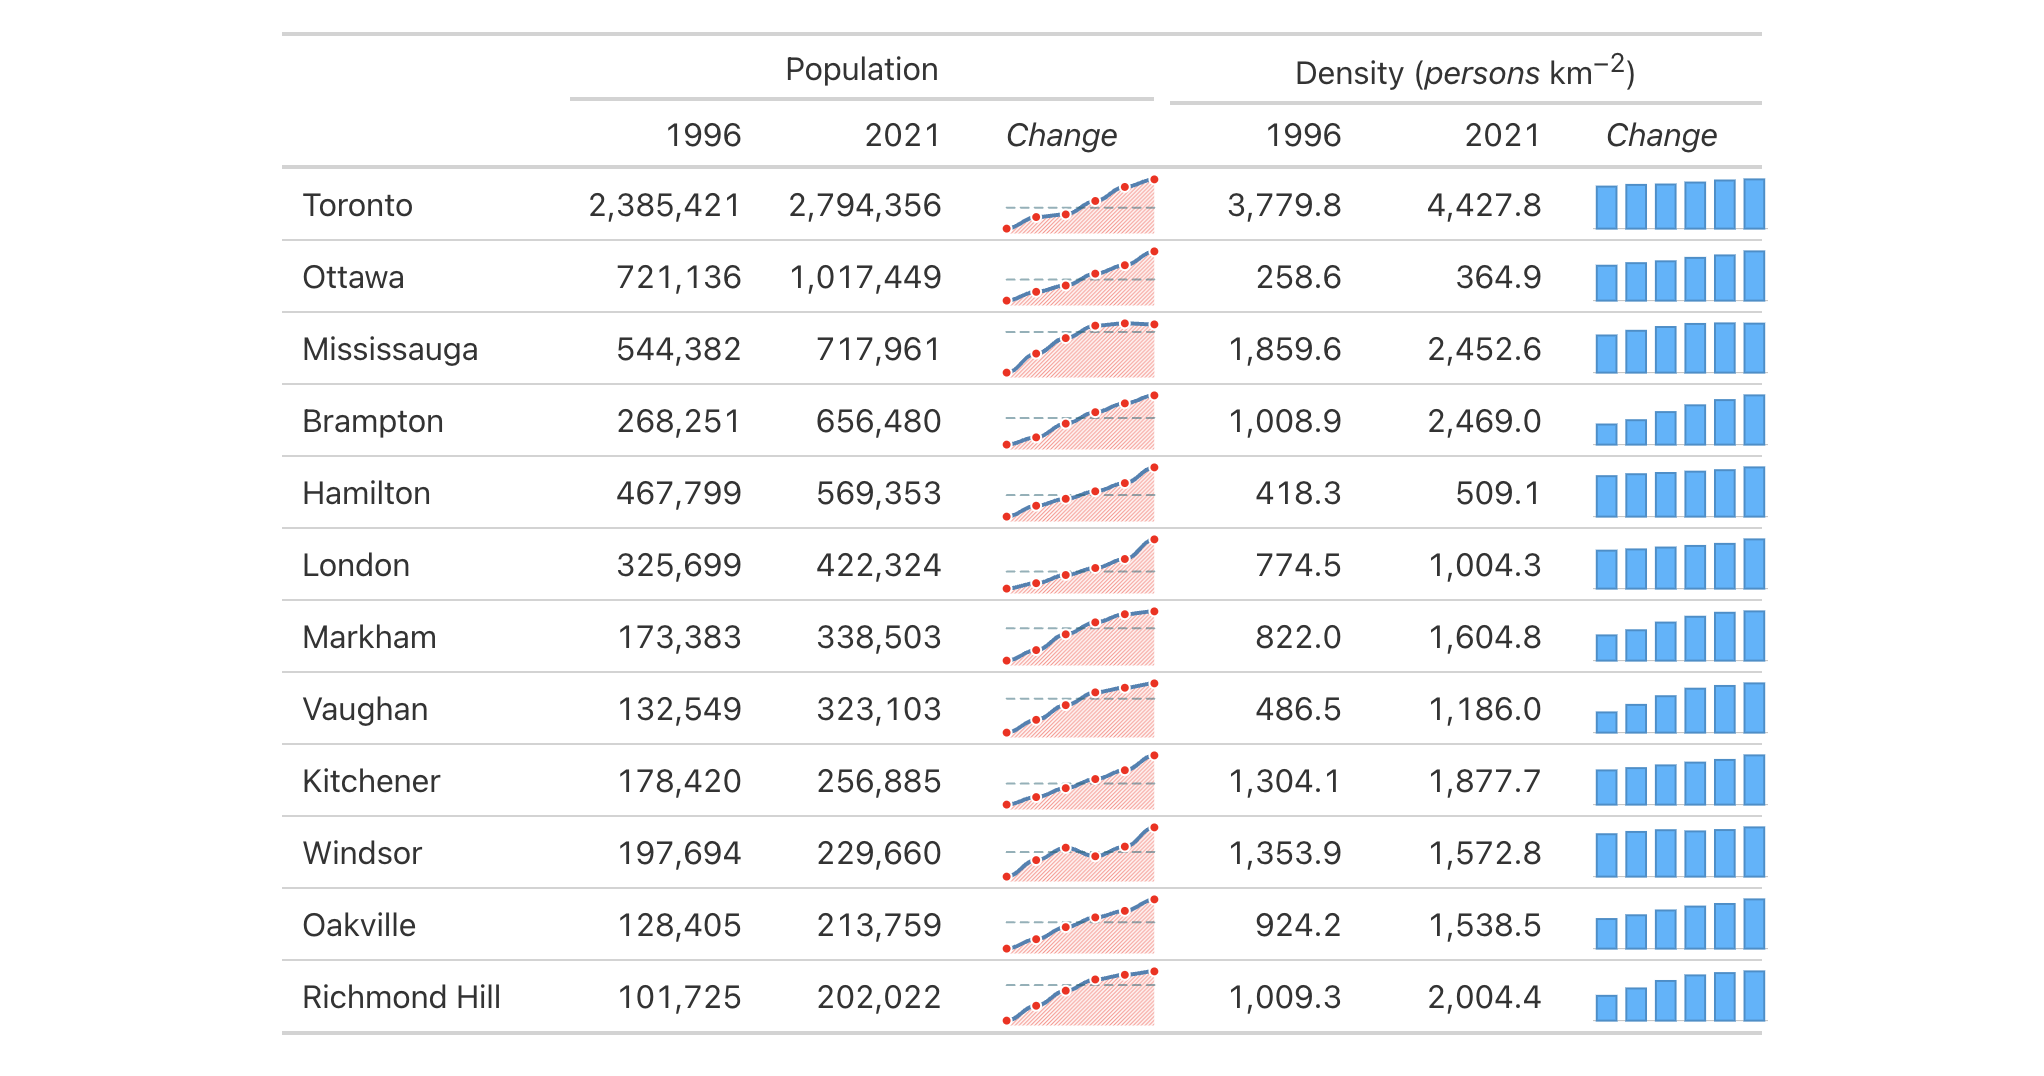 Population Density (persons km−2)
1996 2021 Change 1996 2021 Change
Toronto 2,385,421 2,794,356 3,779.8 4,427.8
Ottawa 721,136 1,017,449 258.6 364.9
Mississauga 544,382 717,961 1,859.6 2,452.6
Brampton 268,251 656,480 1,008.9 2,469.0
Hamilton 467,799 569,353 418.3 509.1
London 325,699 422,324 774.5 1,004.3
Markham 173,383 338,503 822.0 1,604.8
Vaughan 132,549 323,103 486.5 1,186.0
Kitchener 178,420 256,885 1,304.1 1,877.7
Windsor 197,694 229,660 1,353.9 1,572.8
Oakville 128,405 213,759 924.2 1,538.5
Richmond Hill 101,725 202,022 1,009.3 2,004.4